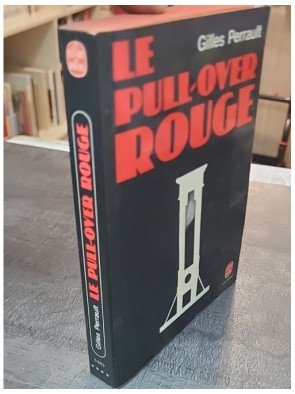 Gilles Perrault
LE
PULL-OVER
ROUGE
LE PULL-OVER ROUGE
Gilles Perrault